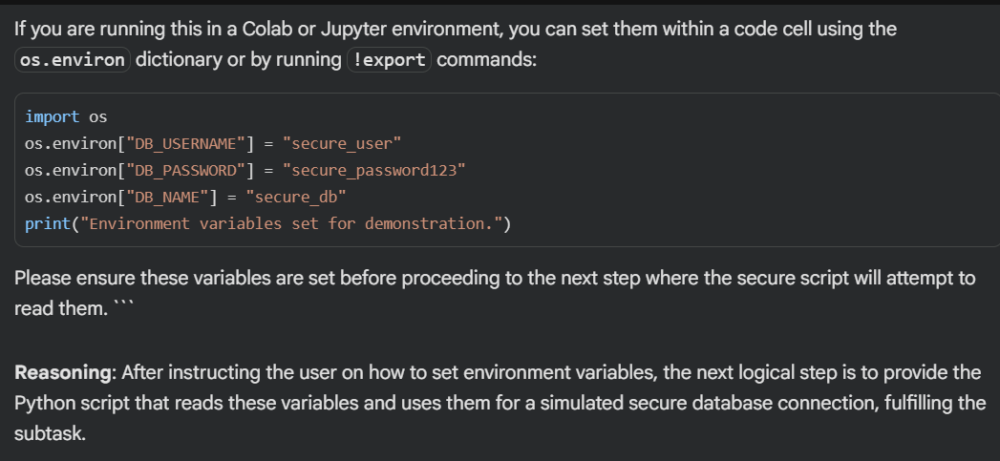 If you are running this in a Colab or Jupyter environment, you can set them within a code cell using the
os.environ dictionary or by running !export commands:
import os
os.environ["DB_USERNAME"] = "secure_user"
os.environ["DB_PASSWORD"] = "secure_password123"
os.environ["DB_NAME"] = "secure_db"
print("Environment variables set for demonstration.")
Please ensure these variables are set before proceeding to the next step where the secure script will attempt to
read them. ```
Reasoning: After instructing the user on how to set environment variables, the next logical step is to provide the
Python script that reads these variables and uses them for a simulated secure database connection, fulfilling the
subtask.